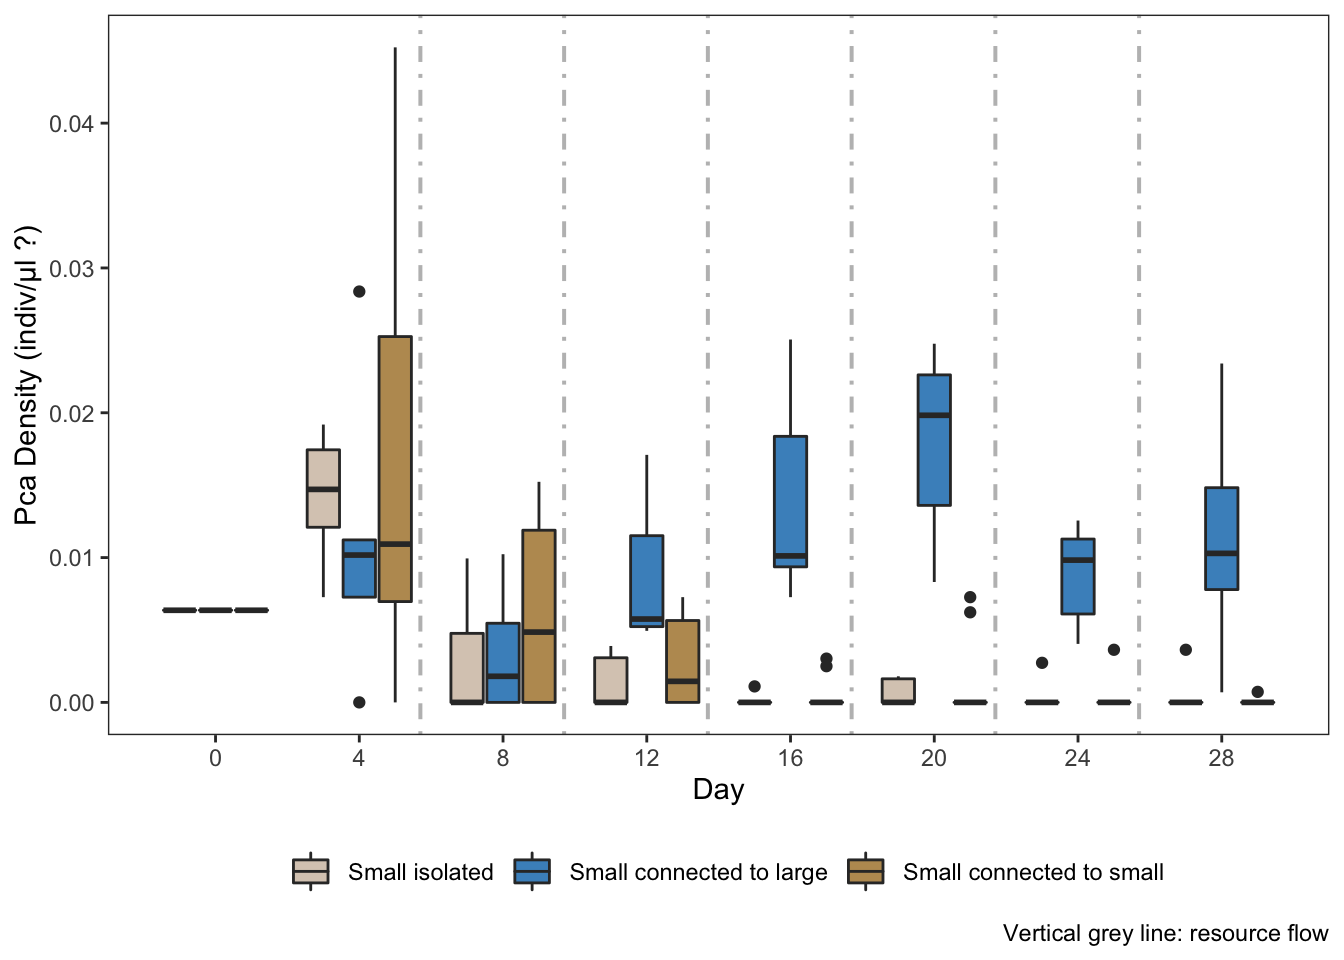 Pca Density (indiv/µl ?)
0.04
0.03
0.02
0.01
0.00
0 4 8 12 16 20 24 28
Day
Small isolated Small connected to large Small connected to small
Vertical grey line: resource flow